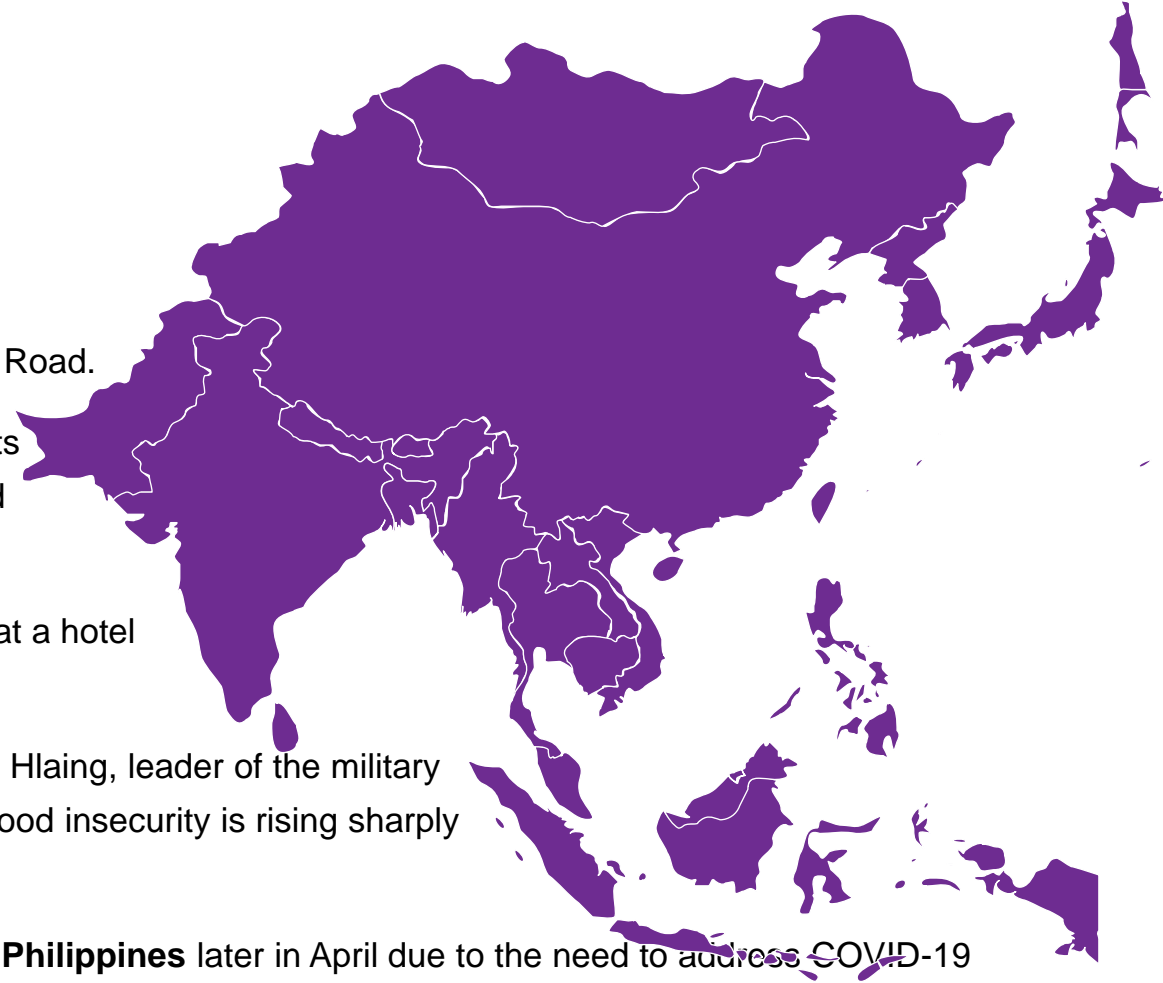 Road.
ts
d
at a hotel
Hlaing, leader of the military
ood insecurity is rising sharply
Philippines later in April due to the need to address COVID-19